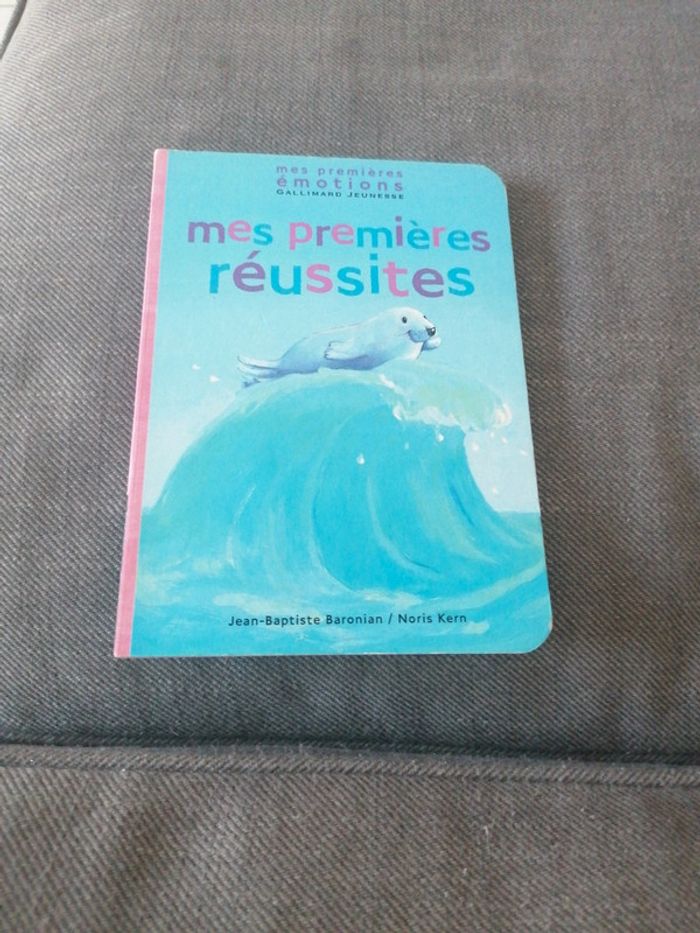 mes premières
émotions
GALLIMARD JEUNESSE
mes premières
réussites
Jean-Baptiste Baronian / Noris Kern